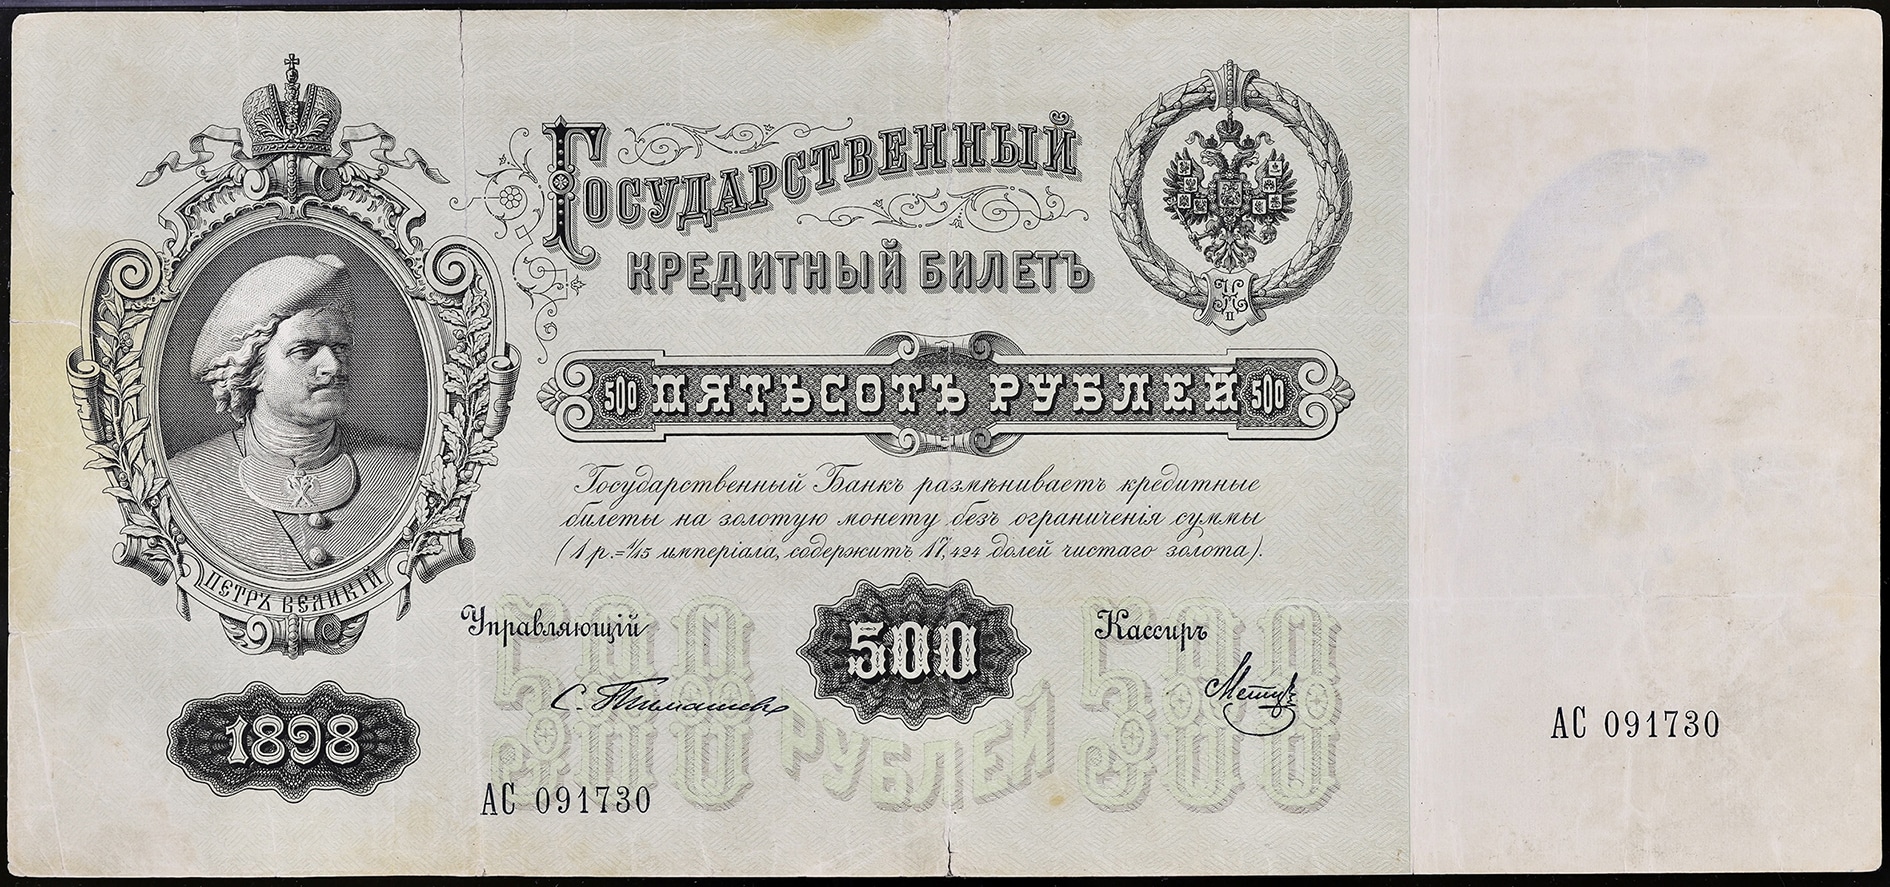 Государственный
кредитный билетъ
500 ПЯТЬСОТЪ РУБЛЕЙ 500
Государственный Банкъ размѣниваетъ кредитные
билеты на золотую монету безъ ограниченія суммы
(1 р.=1/15 имперіала, содержитъ 17,424 долей чистаго золота).
ПЕТРЪ ВЕЛИКІЙ
1898
Управляющій
500
Кассиръ
С. Тимашевъ
500 РУБЛЕЙ 500
АС 091730
АС 091730